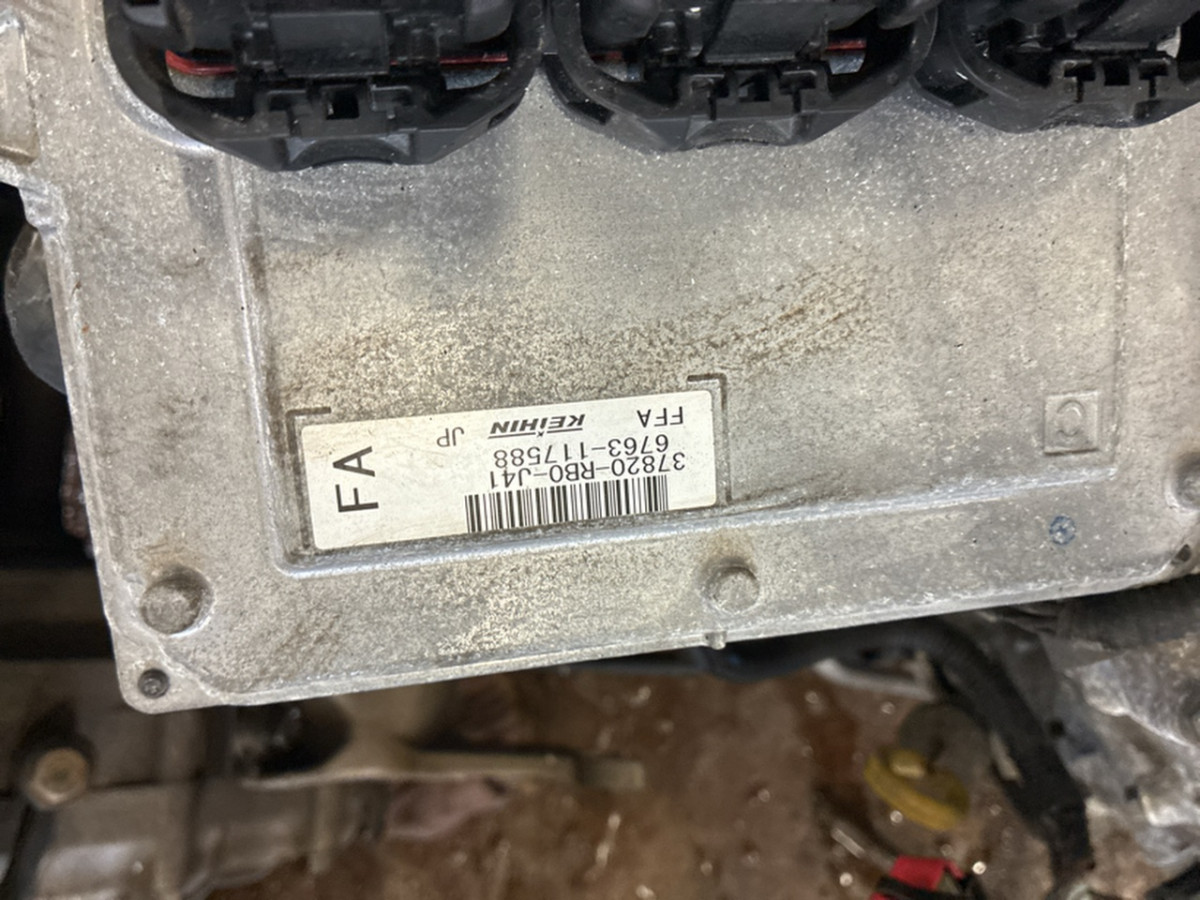 37820-RB0-J41
6763-117588
FFA KEIHIN JP
FA